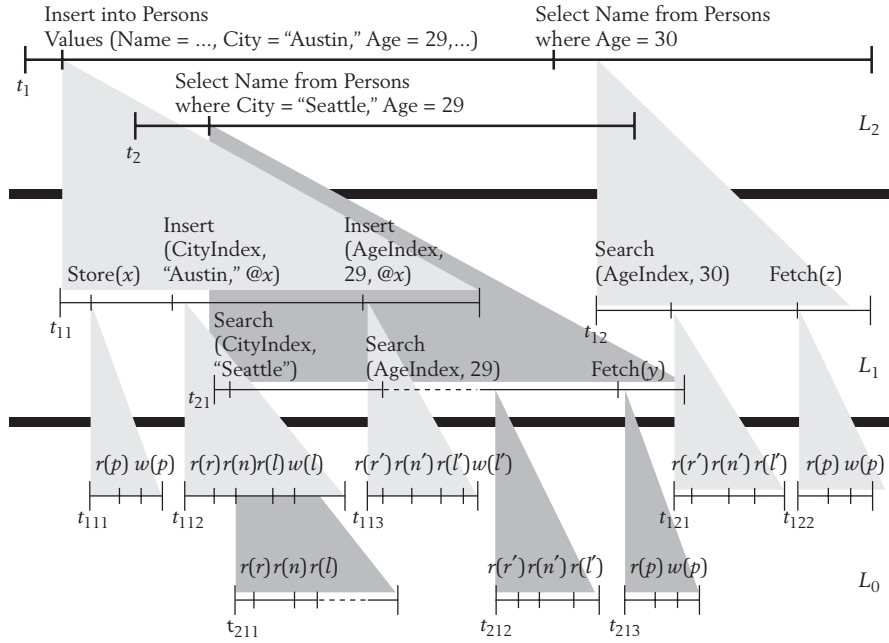 Insert into Persons
Values (Name = ..., City = “Austin,” Age = 29,...)
Select Name from Persons
where Age = 30
t1
Select Name from Persons
where City = “Seattle,” Age = 29
t2
L2
Store(x)
Insert
(CityIndex,
“Austin,” @x)
Insert
(AgeIndex,
29, @x)
Search
(AgeIndex, 30)
Fetch(z)
t11
t12
Search
(CityIndex,
“Seattle”)
Search
(AgeIndex, 29)
Fetch(y)
t21
L1
r(p) w(p)
r(r) r(n) r(l) w(l)
r(r′) r(n′) r(l′) w(l′)
r(r′) r(n′) r(l′)
r(p) w(p)
t111
t112
t113
t121
t122
r(r) r(n) r(l)
r(r′) r(n′) r(l′)
r(p) w(p)
L0
t211
t212
t213